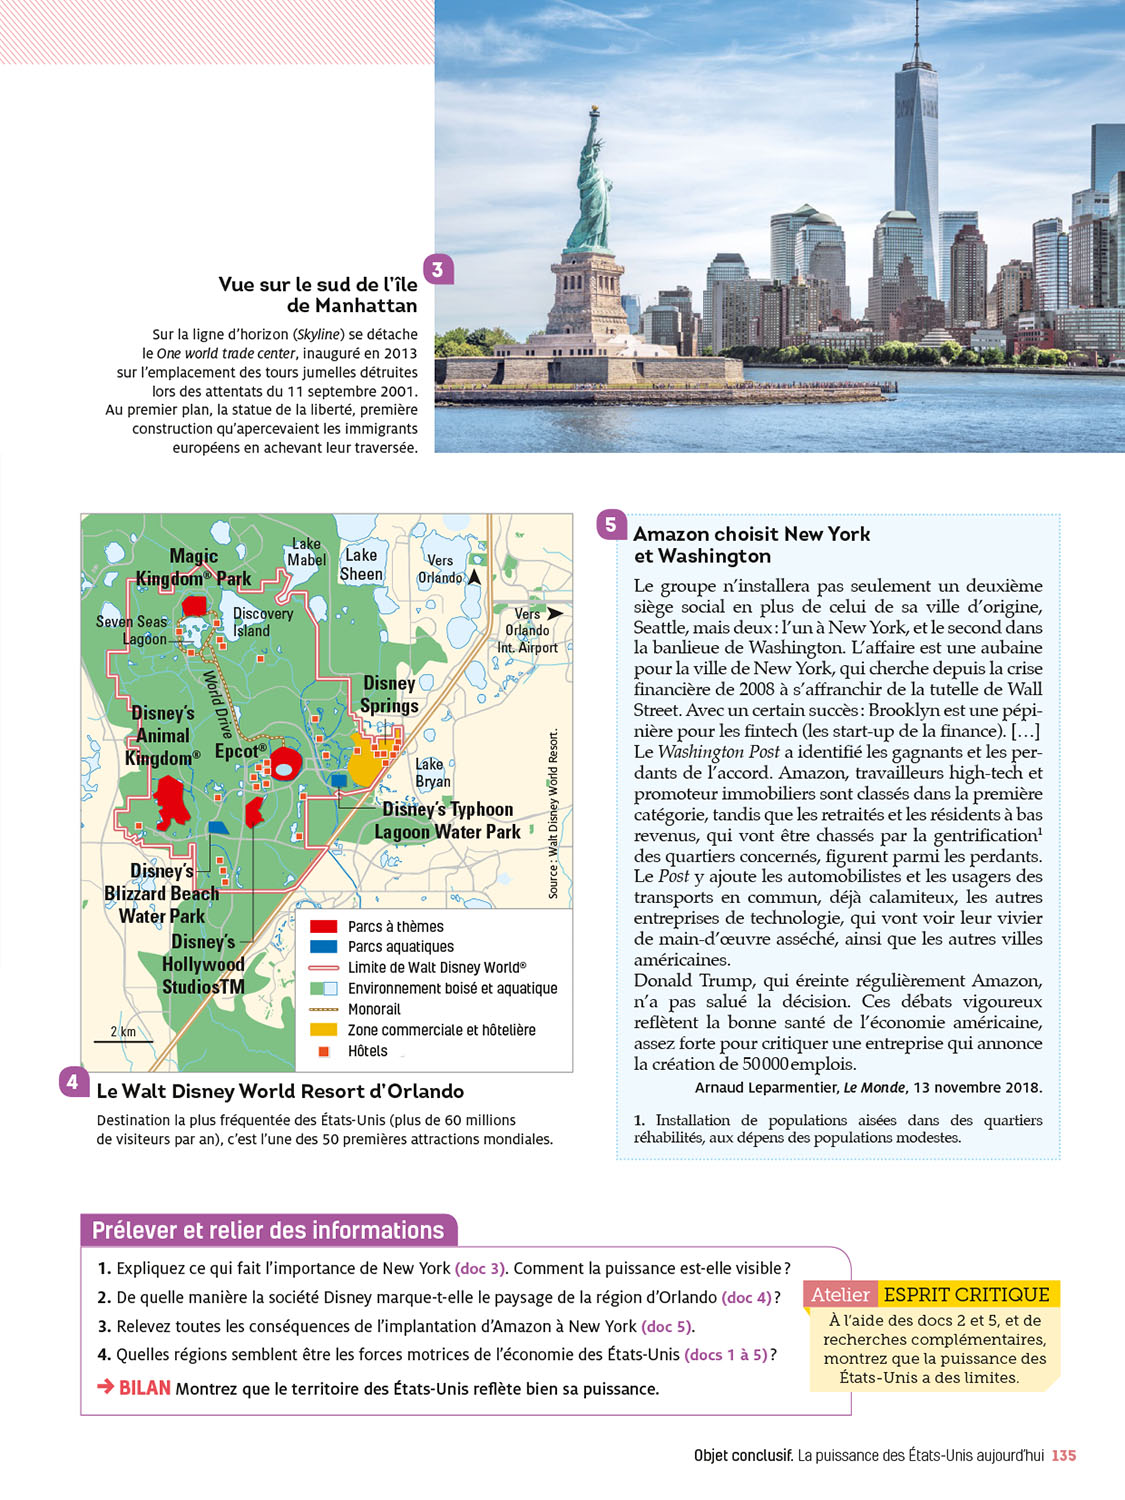 3
Vue sur le sud de l'île
de Manhattan
Sur la ligne d'horizon (Skyline) se détache
le One world trade center, inauguré en 2013
sur l'emplacement des tours jumelles détruites
lors des attentats du 11 septembre 2001.
Au premier plan, la statue de la liberté, première
construction qu'apercevaient les immigrants
européens en achevant leur traversée.
Magic
Kingdom® Park
Lake
Mabel
Lake
Sheen
Vers
Orlando
Seven Seas
Lagoon
Discovery
Island
Vers
Orlando
Int. Airport
World Drive
Disney
Springs
Disney's
Animal
Kingdom®
Epcot®
Lake
Bryan
Disney's Typhoon
Lagoon Water Park
Disney's
Blizzard Beach
Water Park
Disney's
Hollywood
StudiosTM
Source : Walt Disney World Resort.
2 km
Parcs à thèmes
Parcs aquatiques
Limite de Walt Disney World®
Environnement boisé et aquatique
Monorail
Zone commerciale et hôtelière
Hôtels
4
Le Walt Disney World Resort d'Orlando
Destination la plus fréquentée des États-Unis (plus de 60 millions
de visiteurs par an), c'est l'une des 50 premières attractions mondiales.
5
Amazon choisit New York
et Washington
Le groupe n'installera pas seulement un deuxième
siège social en plus de celui de sa ville d'origine,
Seattle, mais deux : l'un à New York, et le second dans
la banlieue de Washington. L'affaire est une aubaine
pour la ville de New York, qui cherche depuis la crise
financière de 2008 à s'affranchir de la tutelle de Wall
Street. Avec un certain succès : Brooklyn est une pépi-
nière pour les fintech (les start-up de la finance). […]
Le Washington Post a identifié les gagnants et les per-
dants de l'accord. Amazon, travailleurs high-tech et
promoteur immobiliers sont classés dans la première
catégorie, tandis que les retraités et les résidents à bas
revenus, qui vont être chassés par la gentrification¹
des quartiers concernés, figurent parmi les perdants.
Le Post y ajoute les automobilistes et les usagers des
transports en commun, déjà calamiteux, les autres
entreprises de technologie, qui vont voir leur vivier
de main-d'œuvre asséché, ainsi que les autres villes
américaines.
Donald Trump, qui éreinte régulièrement Amazon,
n'a pas salué la décision. Ces débats vigoureux
reflètent la bonne santé de l'économie américaine,
assez forte pour critiquer une entreprise qui annonce
la création de 50 000 emplois.
Arnaud Leparmentier, Le Monde, 13 novembre 2018.
1. Installation de populations aisées dans des quartiers
réhabilités, aux dépens des populations modestes.
Prélever et relier des informations
1. Expliquez ce qui fait l'importance de New York (doc 3). Comment la puissance est-elle visible ?
2. De quelle manière la société Disney marque-t-elle le paysage de la région d'Orlando (doc 4) ?
3. Relevez toutes les conséquences de l'implantation d'Amazon à New York (doc 5).
4. Quelles régions semblent être les forces motrices de l'économie des États-Unis (docs 1 à 5) ?
→ BILAN Montrez que le territoire des États-Unis reflète bien sa puissance.
Atelier ESPRIT CRITIQUE
À l'aide des docs 2 et 5, et de
recherches complémentaires,
montrez que la puissance des
États-Unis a des limites.
Objet conclusif. La puissance des États-Unis aujourd'hui 135